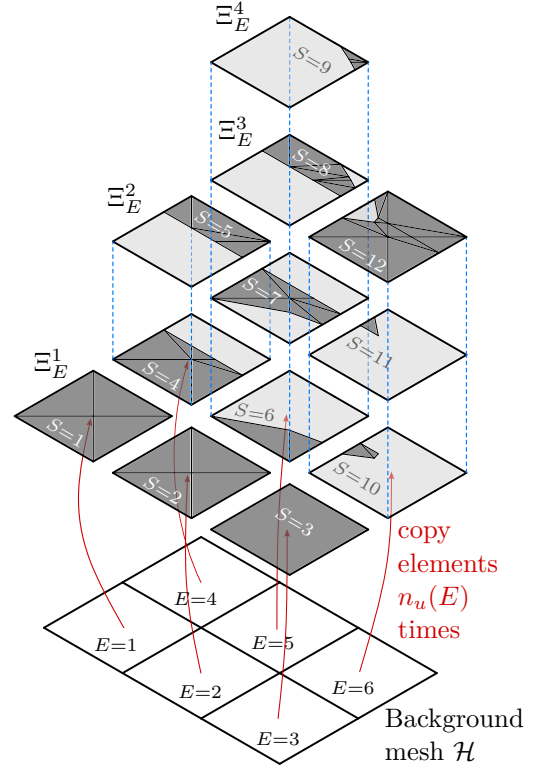 Ξ_E^4
S=9
Ξ_E^3
S=8
Ξ_E^2
S=5
S=12
S=7
Ξ_E^1
S=4
S=11
S=6
S=1
S=2
S=10
S=3
copy
elements
n_u(E)
times
E=4
E=1
E=5
E=2
E=6
E=3
Background
mesh ℋ